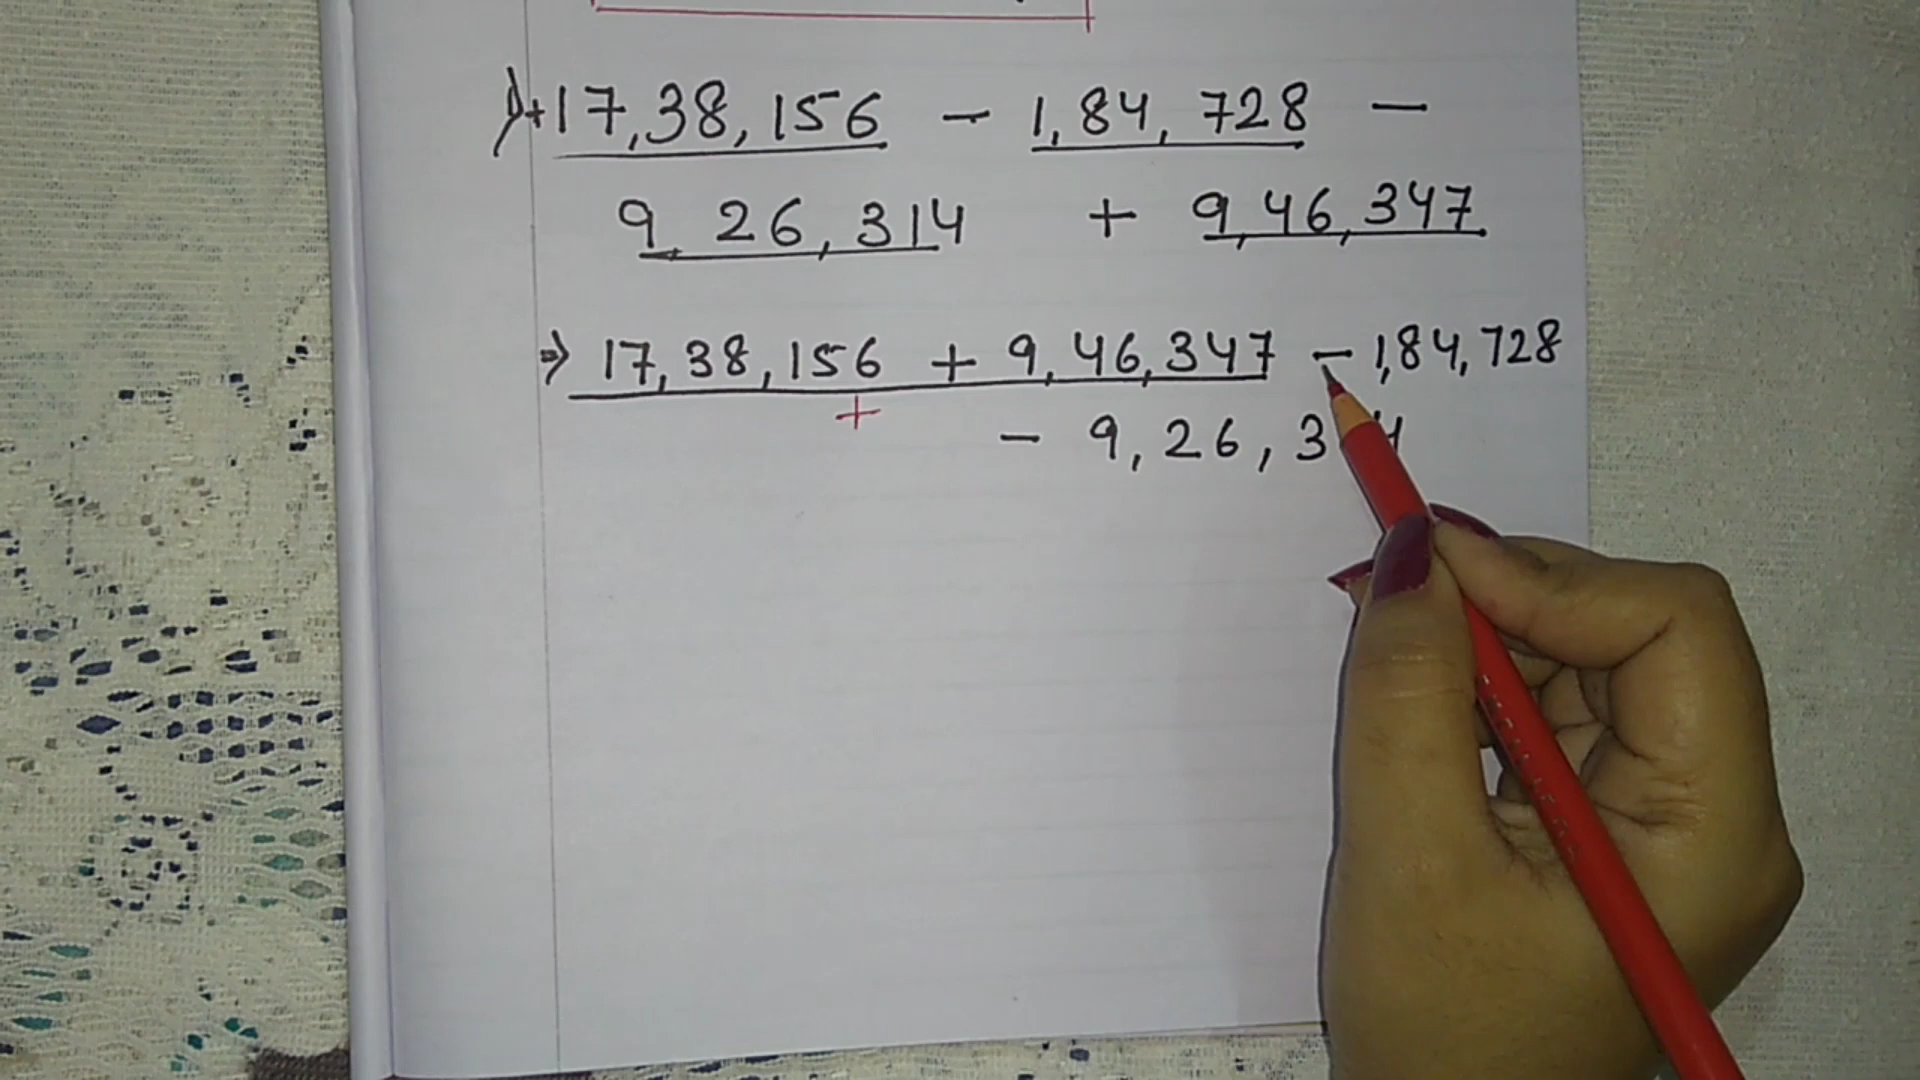 ⇒ +17,38,156 - 1,84,728 -
9,26,314 + 9,46,347
⇒ 17,38,156 + 9,46,347 - 1,84,728
+
- 9,26,3